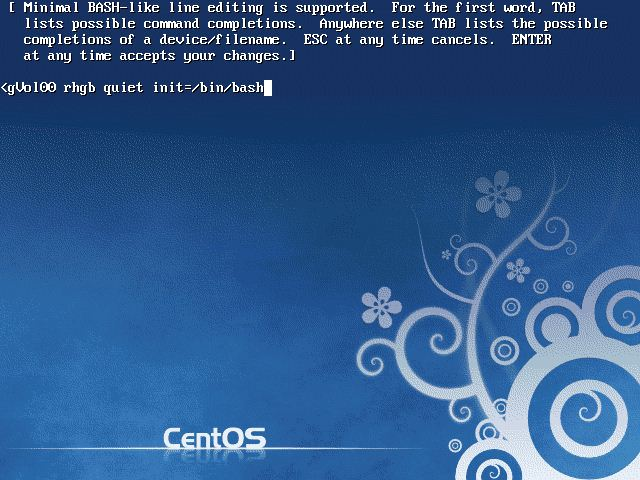 [ Minimal BASH-like line editing is supported.  For the first word, TAB
lists possible command completions.  Anywhere else TAB lists the possible
completions of a device/filename.  ESC at any time cancels.  ENTER
at any time accepts your changes.]
<gVol00 rhgb quiet init=/bin/bash
CentOS